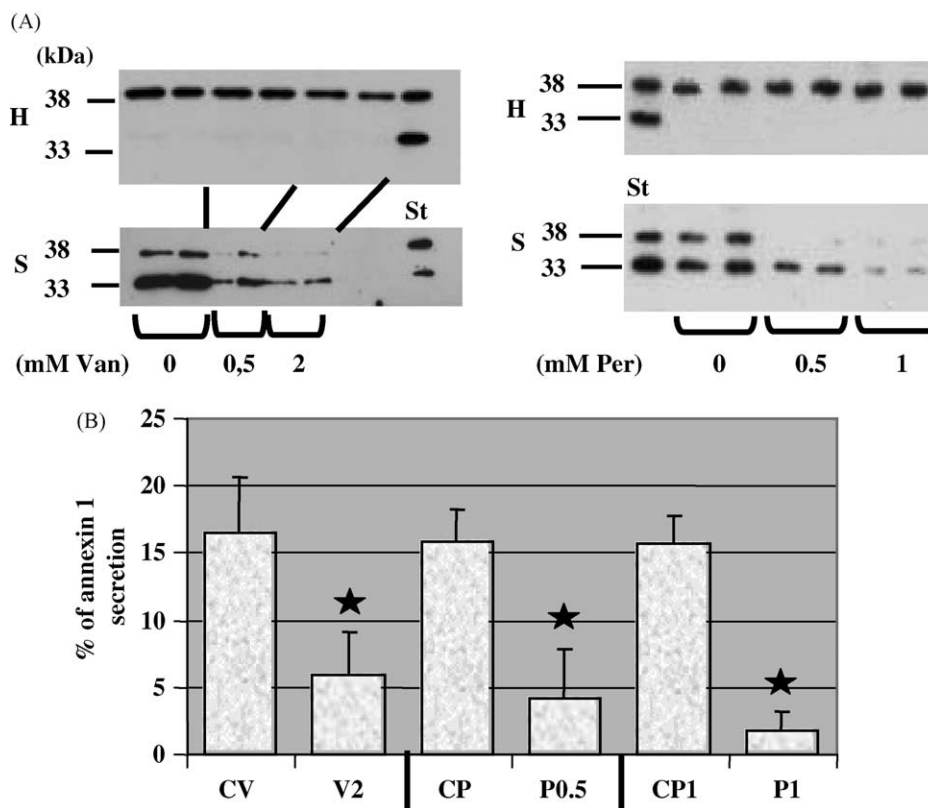 (A)
(kDa)
H
38
33
St
S
38
33
(mM Van) 0 0,5 2
H
38
33
St
S
38
33
(mM Per) 0 0.5 1
(B)
% of annexin 1
secretion
25
20
15
10
5
0
CV V2 CP P0.5 CP1 P1